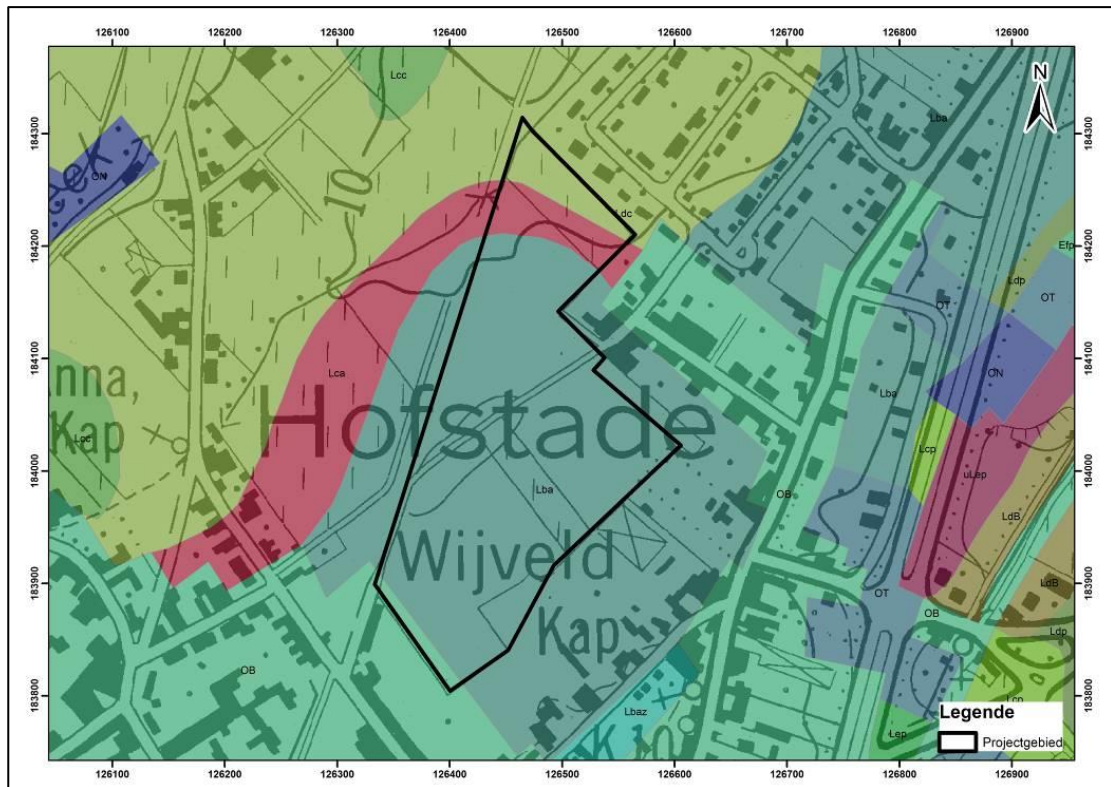 126100 126200 126300 126400 126500 126600 126700 126800 126900
N
Lcc
Lba
184300 184300
ON
10
Ldc
184200 184200
Efp
Ldp
OT
OT
184100 184100
Lca
ON
Anna,
Lba
Hofstade
Kap
Lcp
184000 184000
uLep
Lba
OB
LdB
Wijveld
183900 183900
LdB
OT
OB
Kap
Ldp
OB
183800 183800
Lbaz
Lcp
K 10
Legende
Lep
Projectgebied
126100 126200 126300 126400 126500 126600 126700 126800 126900